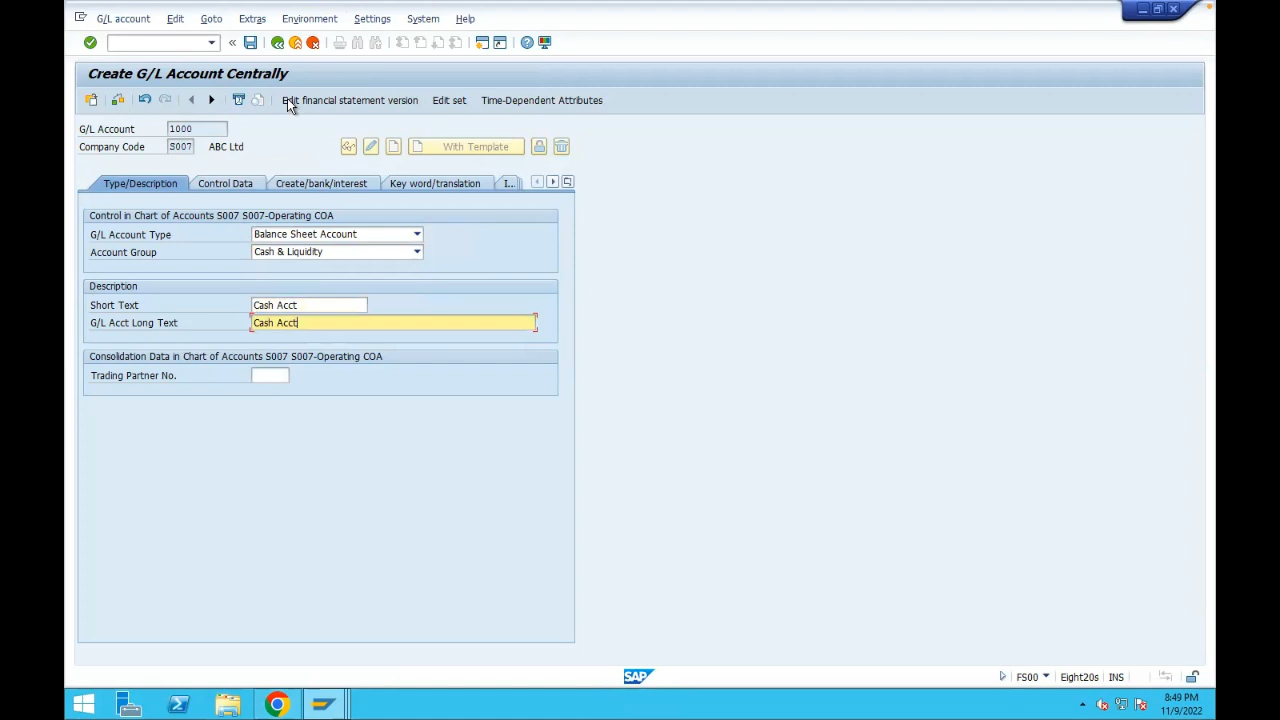 G/L account Edit Goto Extras Environment Settings System Help
Create G/L Account Centrally
Edit financial statement version Edit set Time-Dependent Attributes
G/L Account 1000
Company Code S007 ABC Ltd With Template
Type/Description Control Data Create/bank/interest Key word/translation I...
Control in Chart of Accounts S007 S007-Operating COA
G/L Account Type Balance Sheet Account
Account Group Cash & Liquidity
Description
Short Text Cash Acct
G/L Acct Long Text Cash Acct
Consolidation Data in Chart of Accounts S007 S007-Operating COA
Trading Partner No.
SAP FS00 Eight20s INS
8:49 PM
11/9/2022